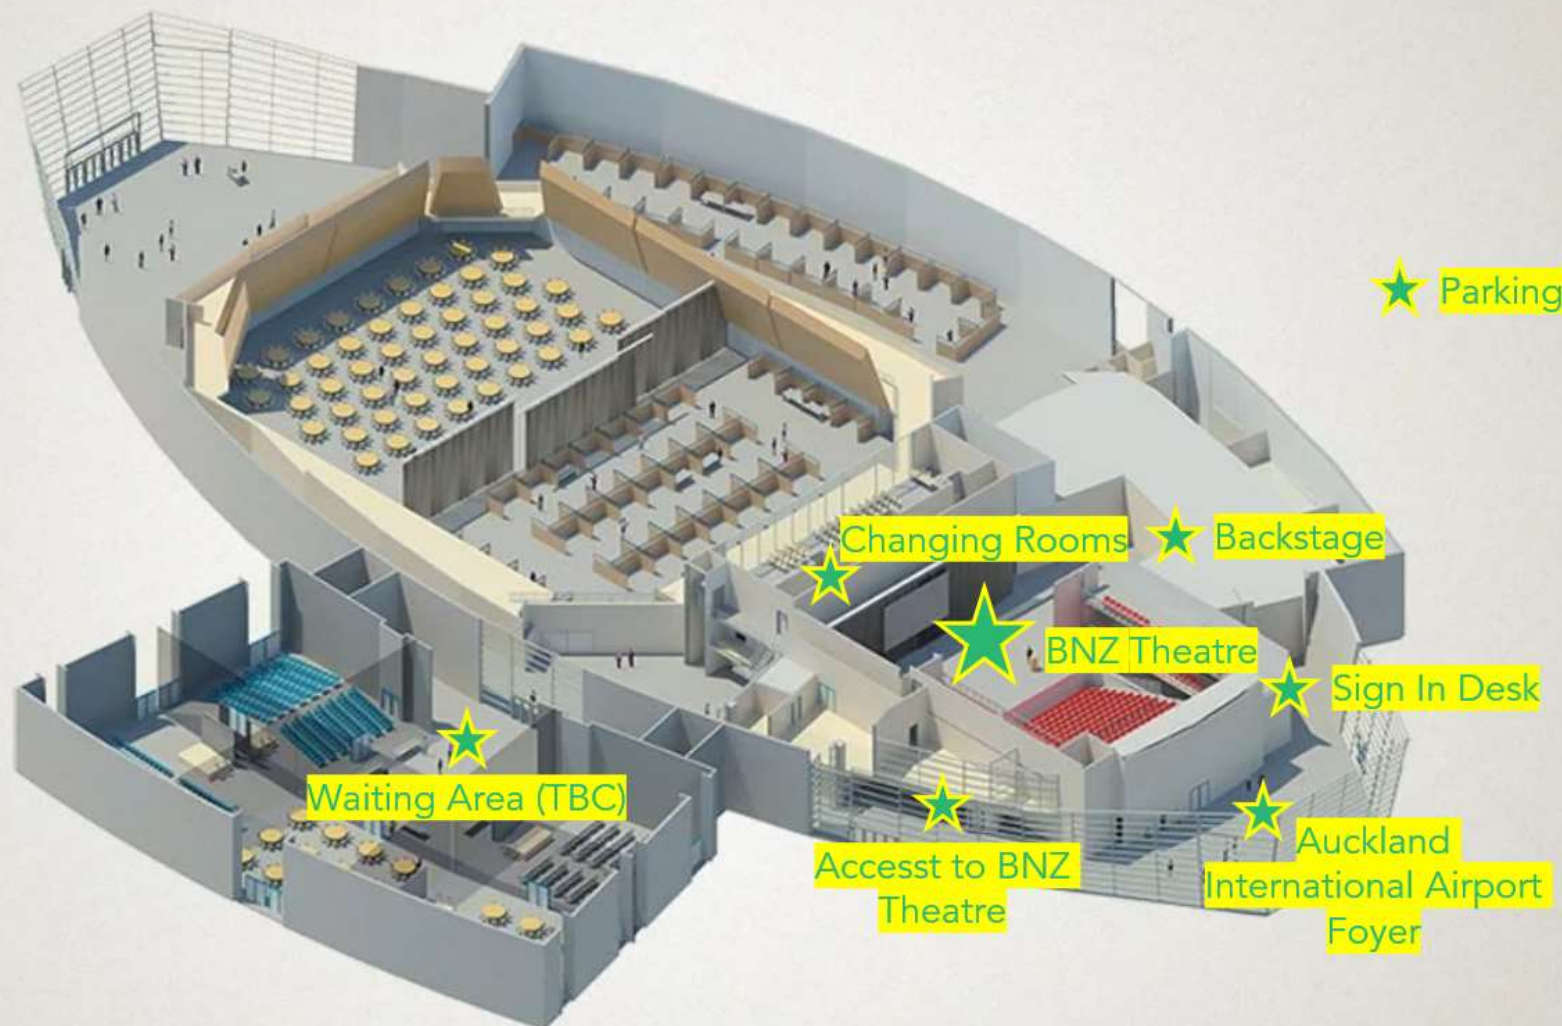 Parking
Changing Rooms
Backstage
BNZ Theatre
Sign In Desk
Waiting Area (TBC)
Accesst to BNZ
Theatre
Auckland
International Airport
Foyer